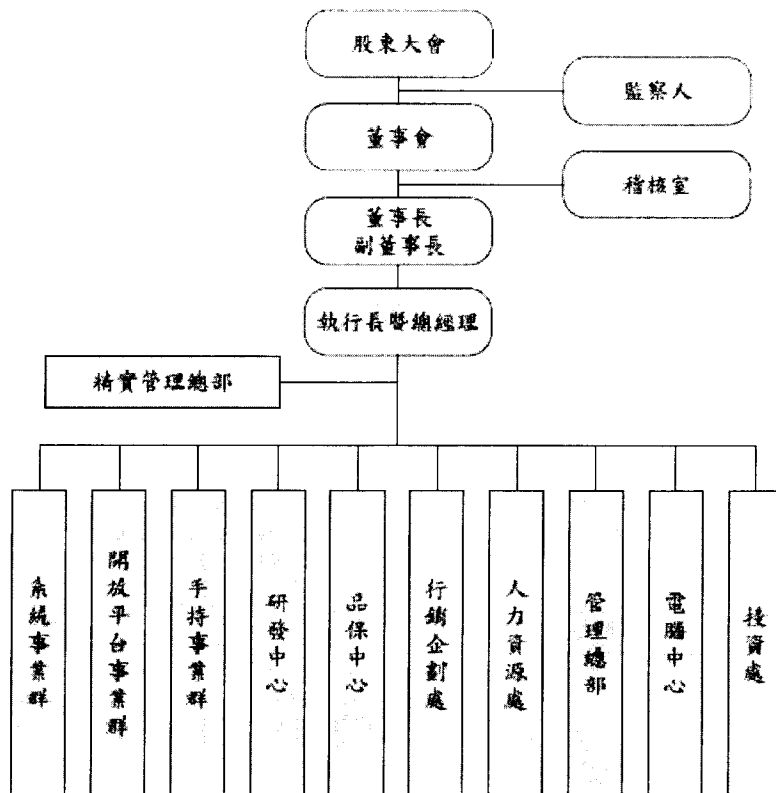 股東大會
監察人
董事會
稽核室
董事長
副董事長
執行長暨總經理
精實管理總部
系統事業群
開放平台事業群
手持事業群
研發中心
品保中心
行銷企劃處
人力資源處
管理總部
電腦中心
投資處